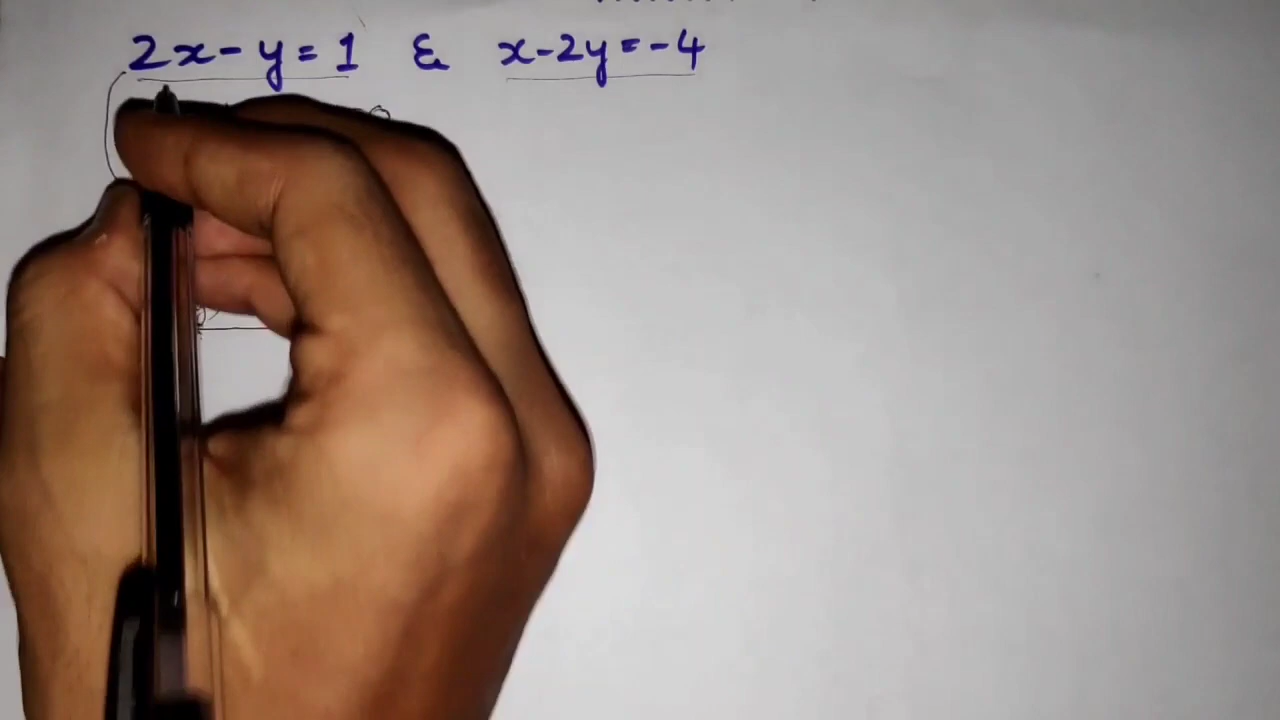 2x - y = 1 & x - 2y = -4